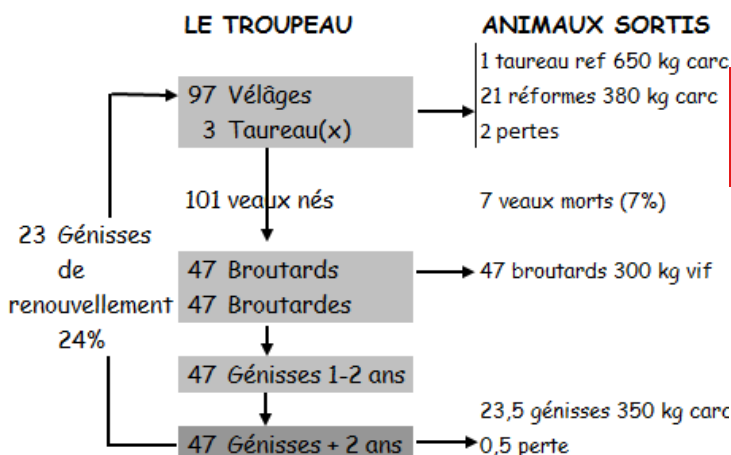 LE TROUPEAU
ANIMAUX SORTIS
97 Vélâges
3 Taureau(x)
1 taureau ref 650 kg carc
21 réformes 380 kg carc
2 pertes
101 veaux nés
7 veaux morts (7%)
23 Génisses
de
renouvellement
24%
47 Broutards
47 Broutardes
47 broutards 300 kg vif
47 Génisses 1-2 ans
47 Génisses + 2 ans
23,5 génisses 350 kg carc
0,5 perte